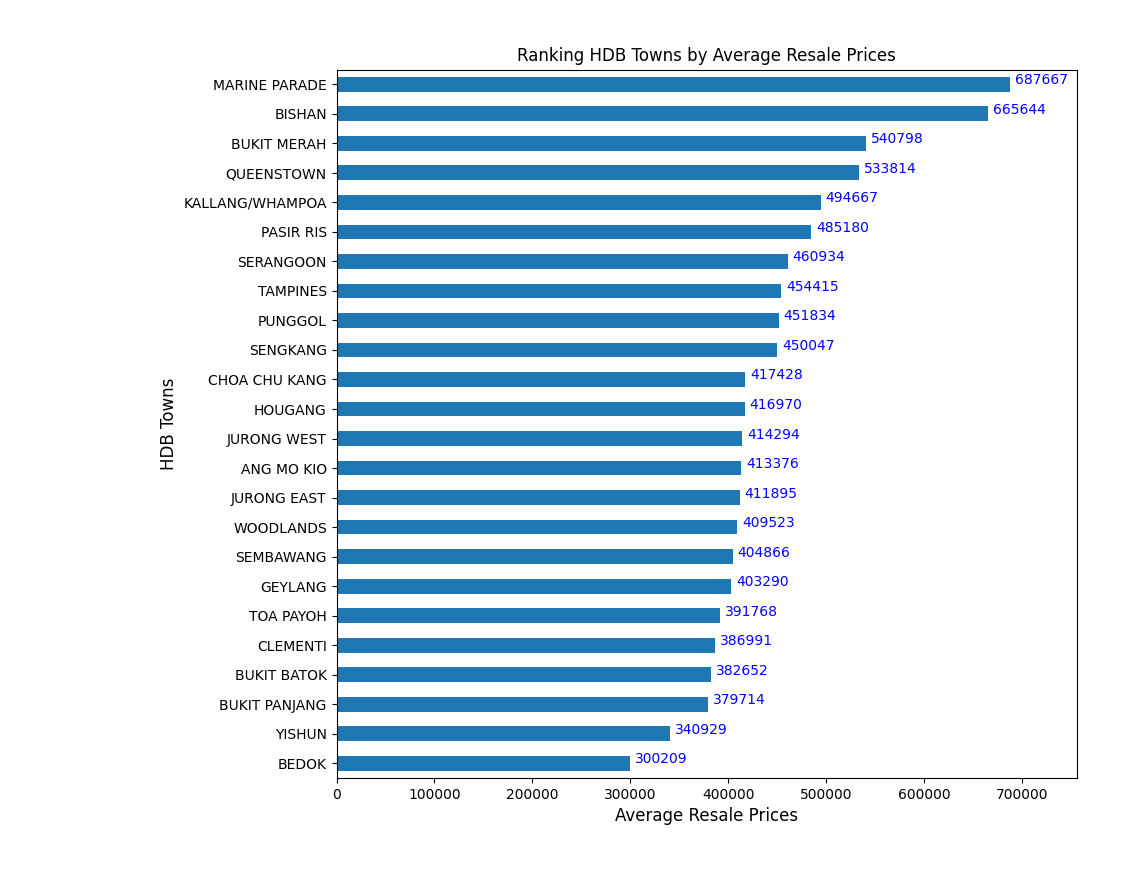 Ranking HDB Towns by Average Resale Prices
MARINE PARADE 687667
BISHAN 665644
BUKIT MERAH 540798
QUEENSTOWN 533814
KALLANG/WHAMPOA 494667
PASIR RIS 485180
SERANGOON 460934
TAMPINES 454415
PUNGGOL 451834
SENGKANG 450047
CHOA CHU KANG 417428
HOUGANG 416970
JURONG WEST 414294
ANG MO KIO 413376
JURONG EAST 411895
WOODLANDS 409523
SEMBAWANG 404866
GEYLANG 403290
TOA PAYOH 391768
CLEMENTI 386991
BUKIT BATOK 382652
BUKIT PANJANG 379714
YISHUN 340929
BEDOK 300209
HDB Towns
0 100000 200000 300000 400000 500000 600000 700000
Average Resale Prices